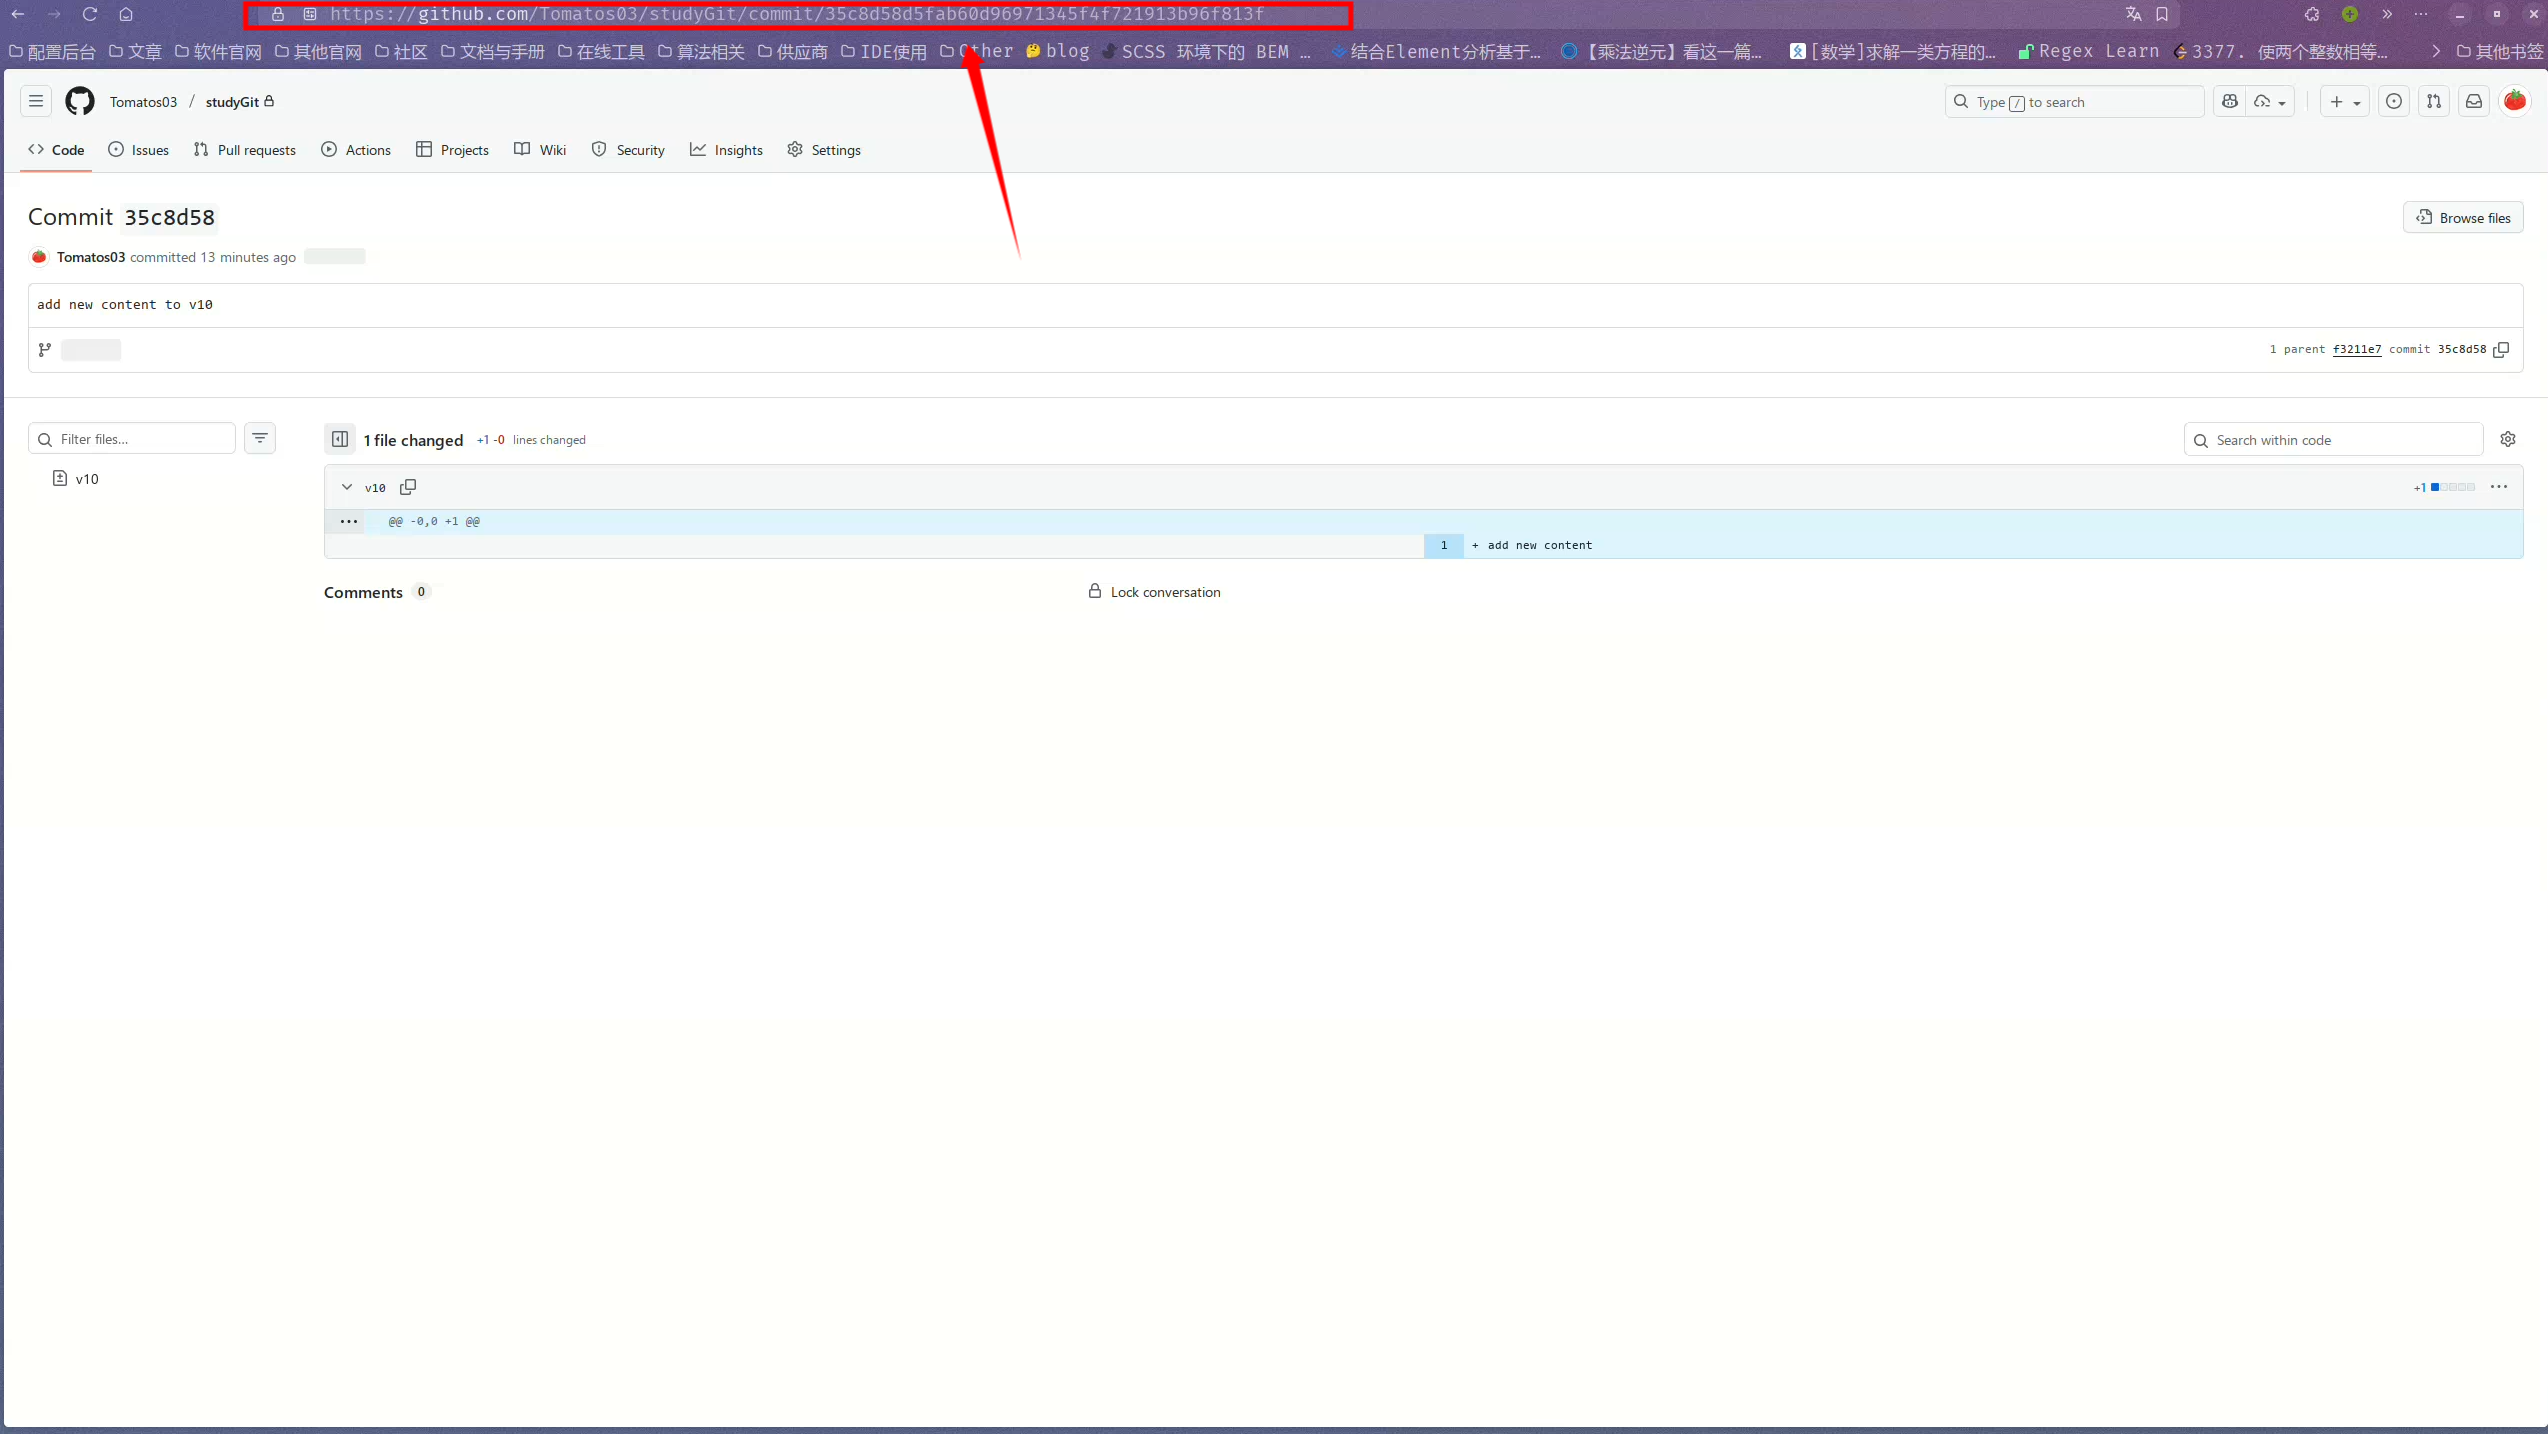 https://github.com/Tomatos03/studyGit/commit/35c8d58d5fab60d96971345f4f721913b96f813f
配置后台 文章 软件官网 其他官网 社区 文档与手册 在线工具 算法相关 供应商 IDE使用 Other blog SCSS 环境下的 BEM … 结合Element分析基于… 【乘法逆元】看这一篇… [数学]求解一类方程的… Regex Learn 3377. 使两个整数相等… 其他书签
Tomatos03 / studyGit Type / to search
Code Issues Pull requests Actions Projects Wiki Security Insights Settings
Commit 35c8d58 Browse files
Tomatos03 committed 13 minutes ago
add new content to v10
1 parent f3211e7 commit 35c8d58
Filter files... 1 file changed +1 -0 lines changed Search within code
v10
v10 +1
@@ -0,0 +1 @@
1 + add new content
Comments 0 Lock conversation